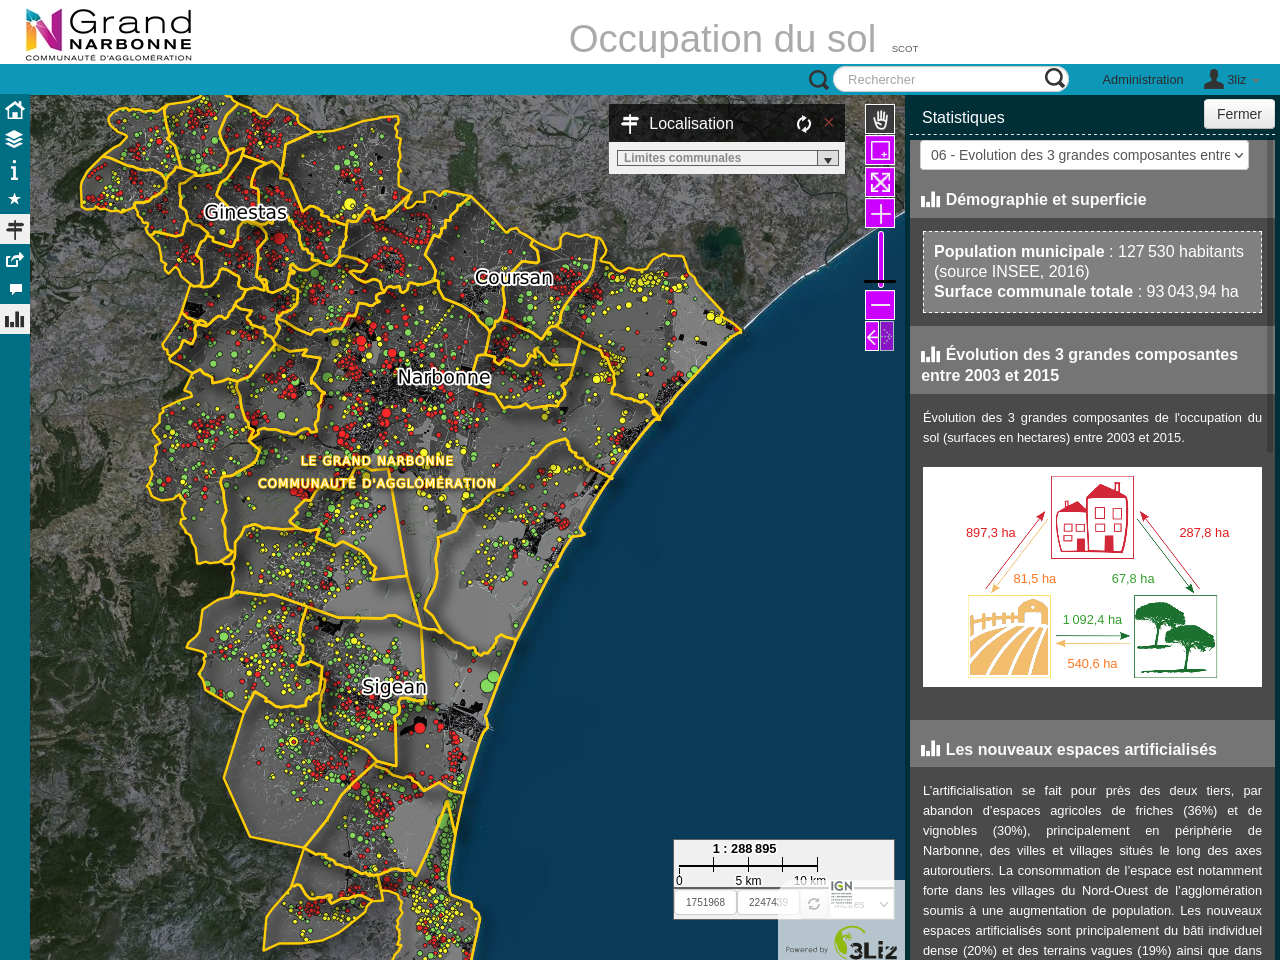 Grand
NARBONNE
COMMUNAUTÉ D'AGGLOMÉRATION
Occupation du sol SCOT
Rechercher
Administration
3liz
Localisation
Limites communales
Ginestas
Coursan
Narbonne
LE GRAND NARBONNE
COMMUNAUTÉ D'AGGLOMÉRATION
Sigean
1 : 288 895
0 5 km 10 km
1751968 2247439 Mètres
IGN
Powered by 3Liz
Statistiques
Fermer
06 - Evolution des 3 grandes composantes entre
Démographie et superficie
Population municipale : 127 530 habitants
(source INSEE, 2016)
Surface communale totale : 93 043,94 ha
Évolution des 3 grandes composantes
entre 2003 et 2015
Évolution des 3 grandes composantes de l'occupation du
sol (surfaces en hectares) entre 2003 et 2015.
897,3 ha 287,8 ha
81,5 ha 67,8 ha
1 092,4 ha
540,6 ha
Les nouveaux espaces artificialisés
L’artificialisation se fait pour près des deux tiers, par
abandon d’espaces agricoles de friches (36%) et de
vignobles (30%), principalement en périphérie de
Narbonne, des villes et villages situés le long des axes
autoroutiers. La consommation de l’espace est notamment
forte dans les villages du Nord-Ouest de l’agglomération
soumis à une augmentation de population. Les nouveaux
espaces artificialisés sont principalement du bâti individuel
dense (20%) et des terrains vagues (19%) ainsi que dans